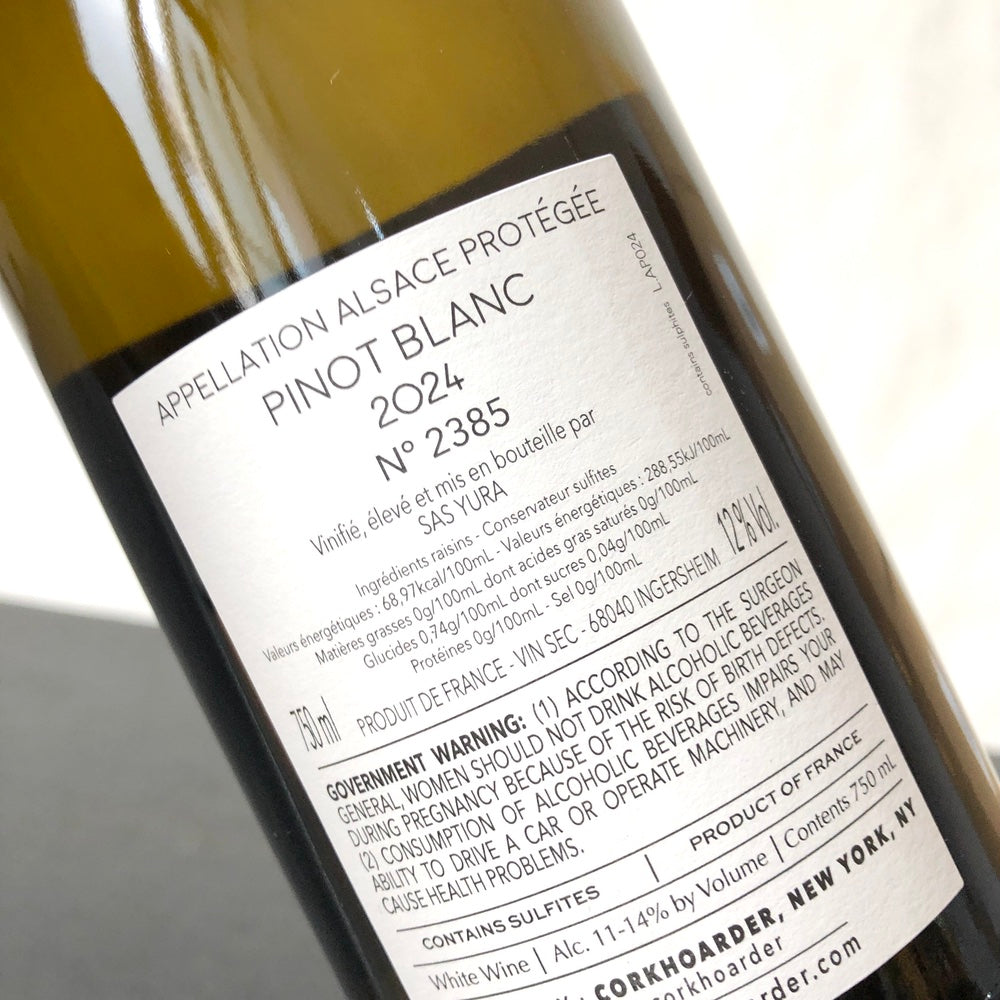 APPELLATION ALSACE PROTÉGÉE
PINOT BLANC
2024
N° 2385
Vinifié, élevé et mis en bouteille par
SAS YURA
Ingrédients raisins - Conservateur sulfites
Valeurs énergétiques : 68,97kcal/100mL - Valeurs énergétiques : 288,55kJ/100mL
Matières grasses 0g/100mL dont acides gras saturés 0g/100mL
Glucides 0,74g/100mL dont sucres 0,04g/100mL
Protéines 0g/100mL - Sel 0g/100mL
750 ml PRODUIT DE FRANCE - VIN SEC - 68040 INGERSHEIM 12% Vol.
contains sulphites L AP024
GOVERNMENT WARNING: (1) ACCORDING TO THE SURGEON
GENERAL, WOMEN SHOULD NOT DRINK ALCOHOLIC BEVERAGES
DURING PREGNANCY BECAUSE OF THE RISK OF BIRTH DEFECTS.
(2) CONSUMPTION OF ALCOHOLIC BEVERAGES IMPAIRS YOUR
ABILITY TO DRIVE A CAR OR OPERATE MACHINERY, AND MAY
CAUSE HEALTH PROBLEMS.
CONTAINS SULFITES | PRODUCT OF FRANCE
White Wine | Alc. 11-14% by Volume | Contents 750 mL
CORKHOARDER, NEW YORK, NY
corkhoarder
rder.com